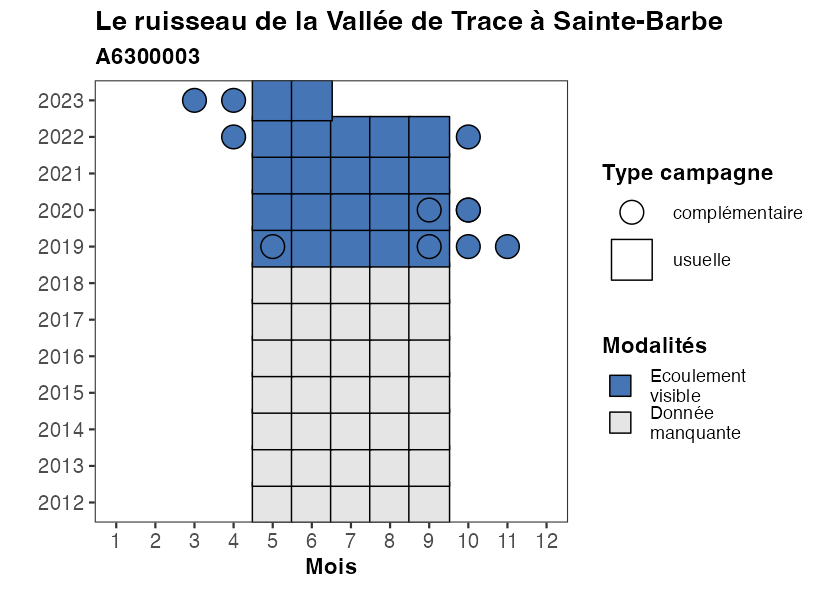 Le ruisseau de la Vallée de Trace à Sainte-Barbe
A6300003
2023
2022
2021
2020
2019
2018
2017
2016
2015
2014
2013
2012
1 2 3 4 5 6 7 8 9 10 11 12
Mois
Type campagne
complémentaire
usuelle
Modalités
Ecoulement
visible
Donnée
manquante